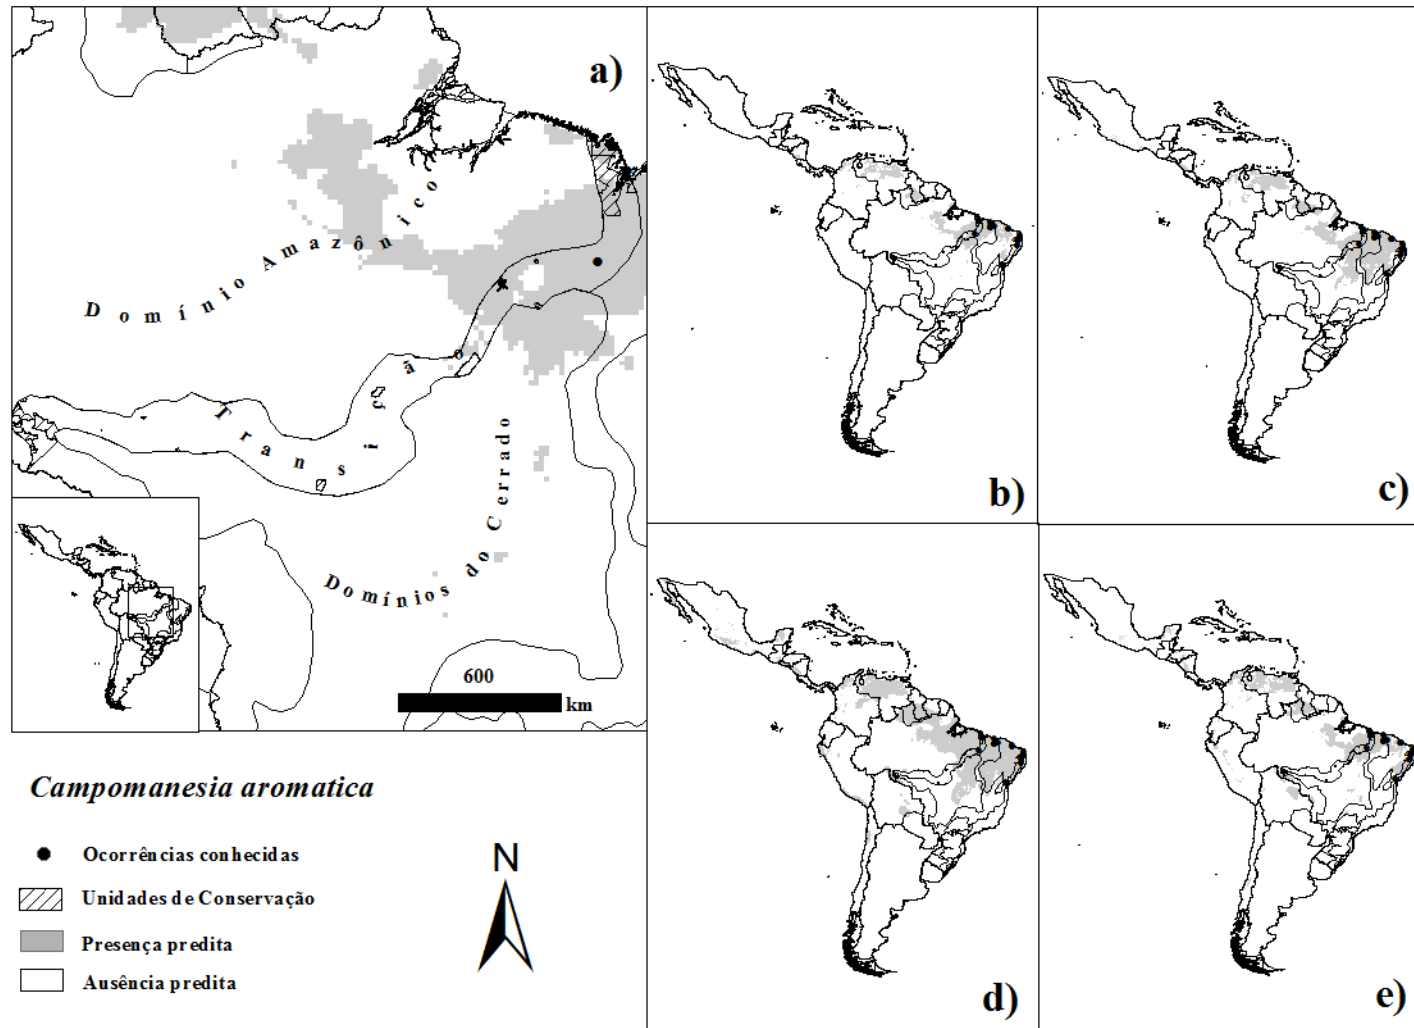 a)
b)
c)
Domínio Amazônico
Transição
Domínios do Cerrado
600
km
Campomanesia aromatica
Ocorrências conhecidas
Unidades de Conservação
Presença predita
Ausência predita
N
d)
e)